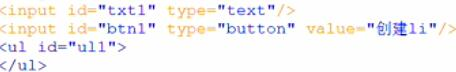 <input id="txt1" type="text"/>
<input id="btn1" type="button" value="创建li"/>
<ul id="ul1">
</ul>